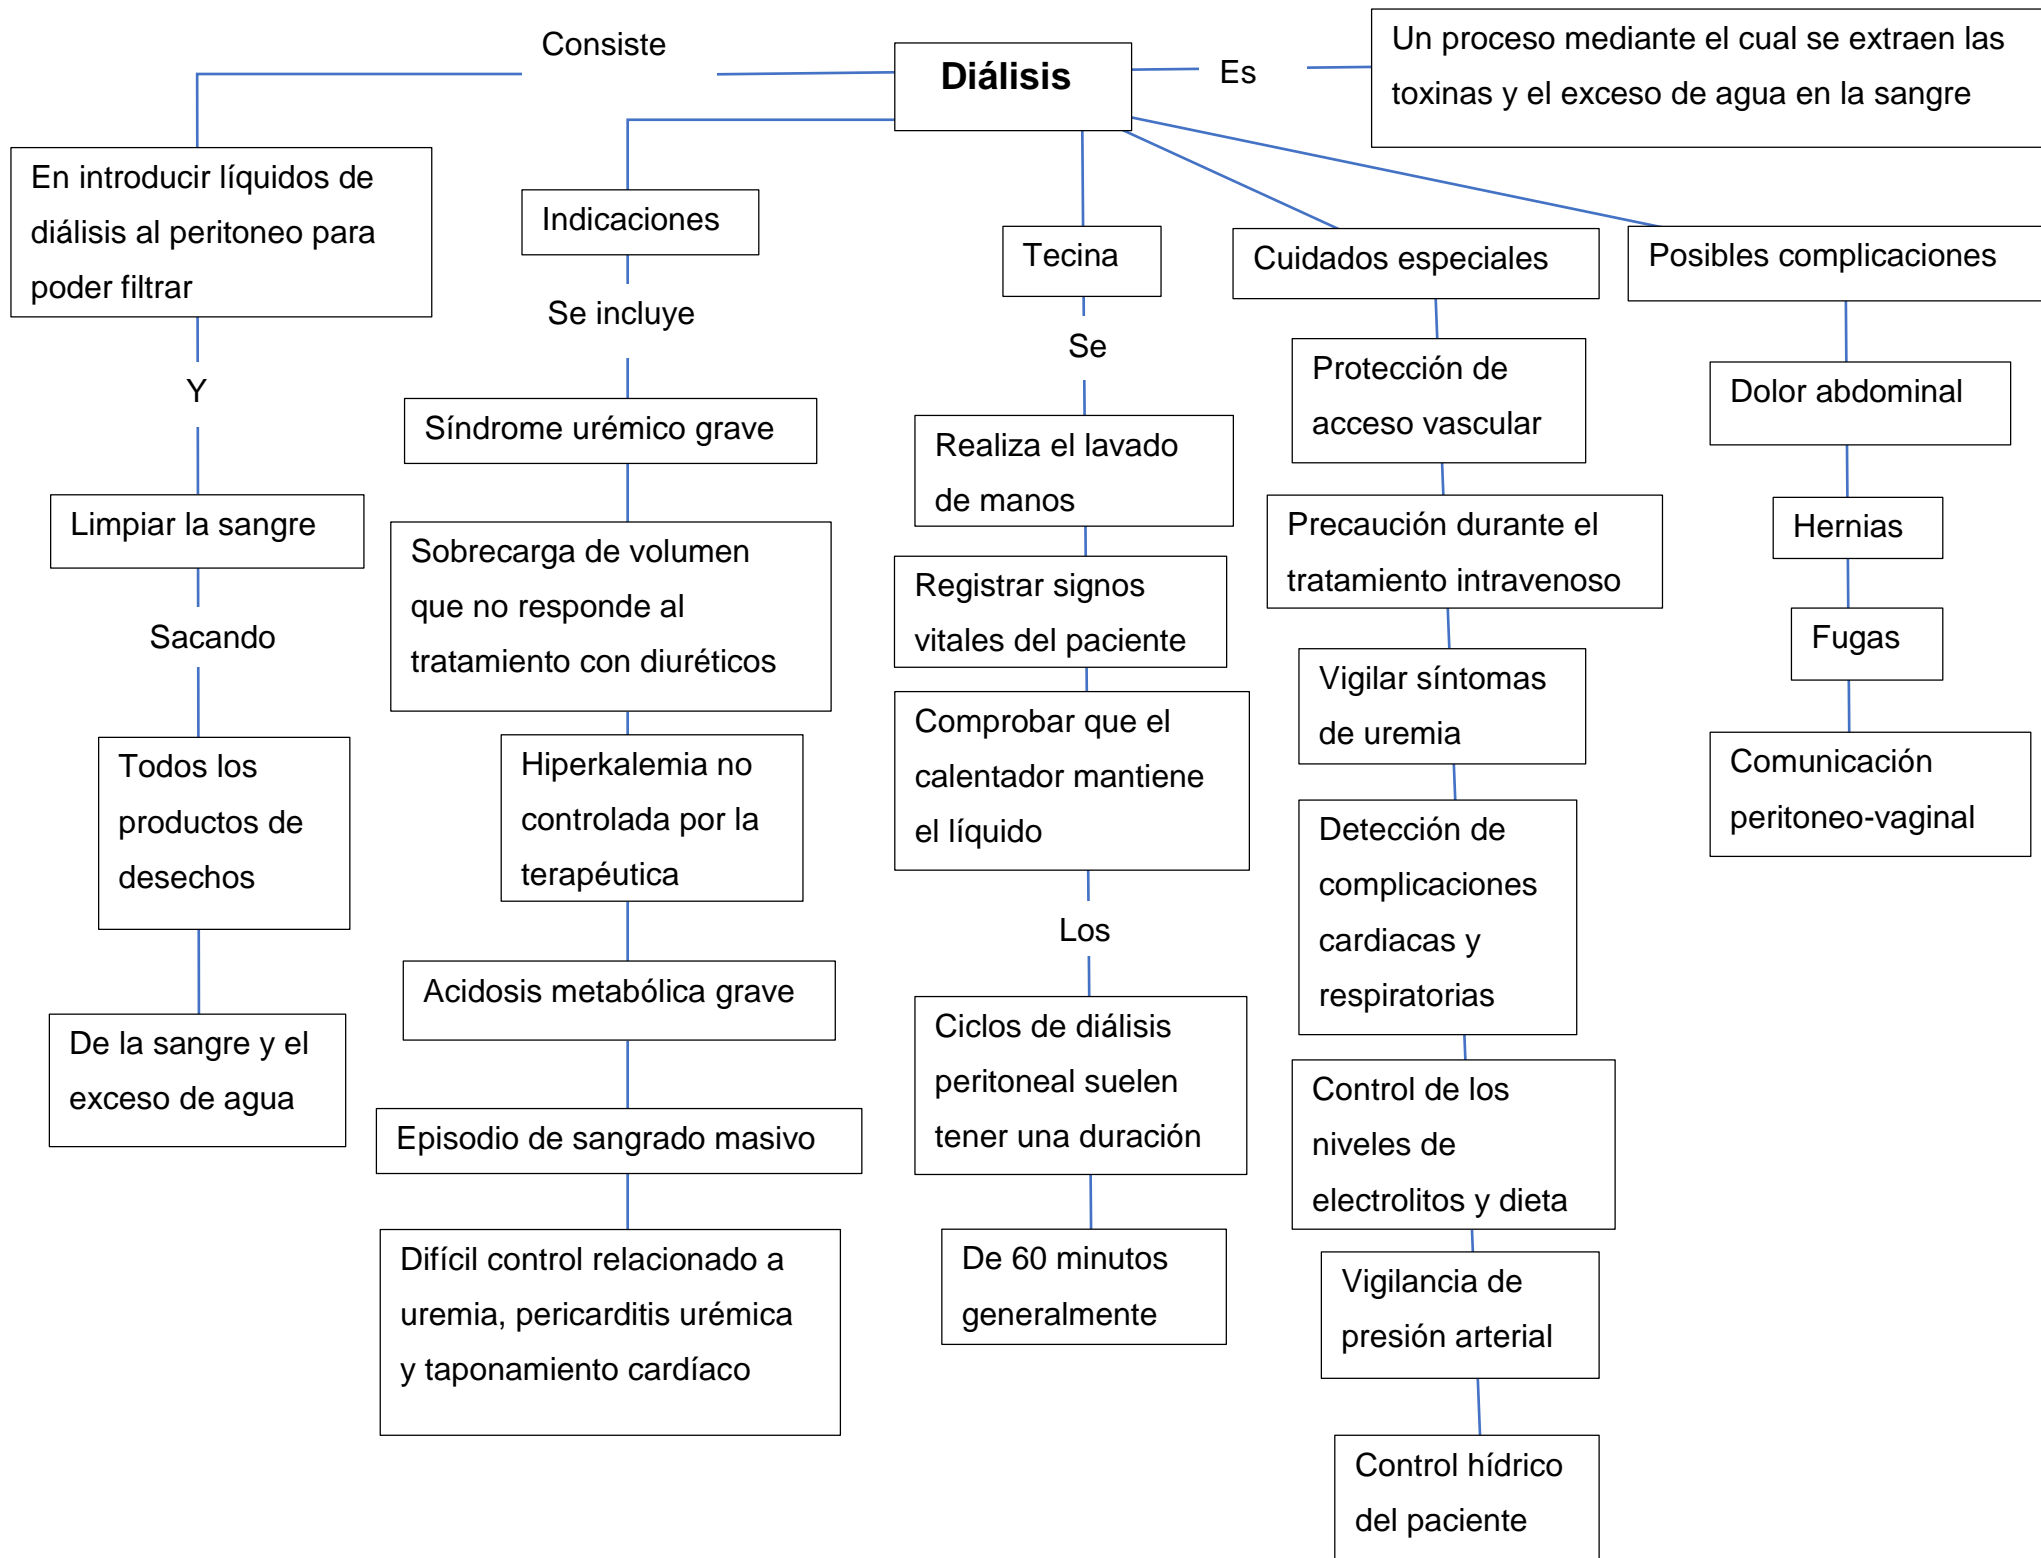 Diálisis
Es
Un proceso mediante el cual se extraen las
toxinas y el exceso de agua en la sangre
Consiste
En introducir líquidos de
diálisis al peritoneo para
poder filtrar
Y
Limpiar la sangre
Sacando
Todos los
productos de
desechos
De la sangre y el
exceso de agua
Indicaciones
Se incluye
Síndrome urémico grave
Sobrecarga de volumen
que no responde al
tratamiento con diuréticos
Hiperkalemia no
controlada por la
terapéutica
Acidosis metabólica grave
Episodio de sangrado masivo
Difícil control relacionado a
uremia, pericarditis urémica
y taponamiento cardíaco
Tecina
Se
Realiza el lavado
de manos
Registrar signos
vitales del paciente
Comprobar que el
calentador mantiene
el líquido
Los
Ciclos de diálisis
peritoneal suelen
tener una duración
De 60 minutos
generalmente
Cuidados especiales
Protección de
acceso vascular
Precaución durante el
tratamiento intravenoso
Vigilar síntomas
de uremia
Detección de
complicaciones
cardiacas y
respiratorias
Control de los
niveles de
electrolitos y dieta
Vigilancia de
presión arterial
Control hídrico
del paciente
Posibles complicaciones
Dolor abdominal
Hernias
Fugas
Comunicación
peritoneo-vaginal